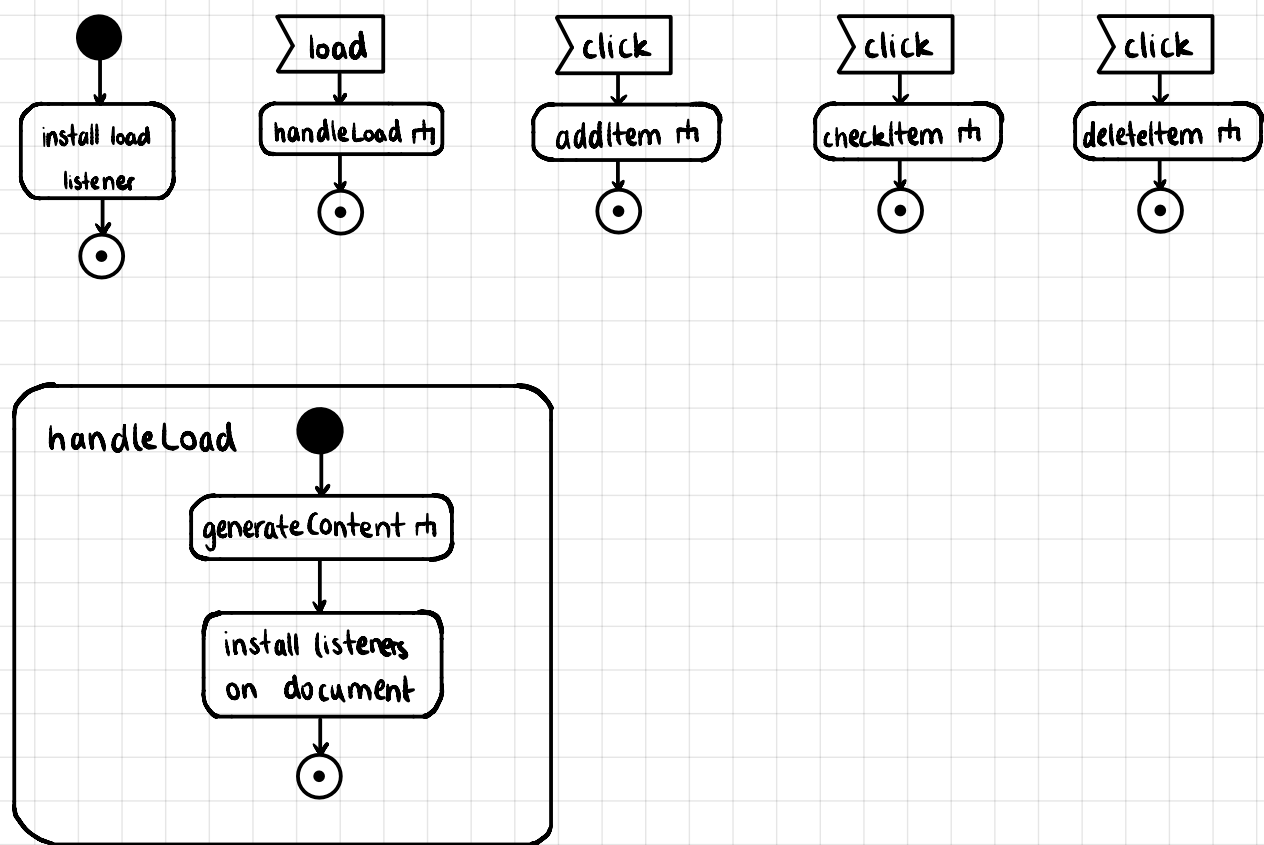 load
click
click
click
install load
listener
handleLoad
addItem
checkItem
deleteItem
handleLoad
generateContent
install listeners
on document